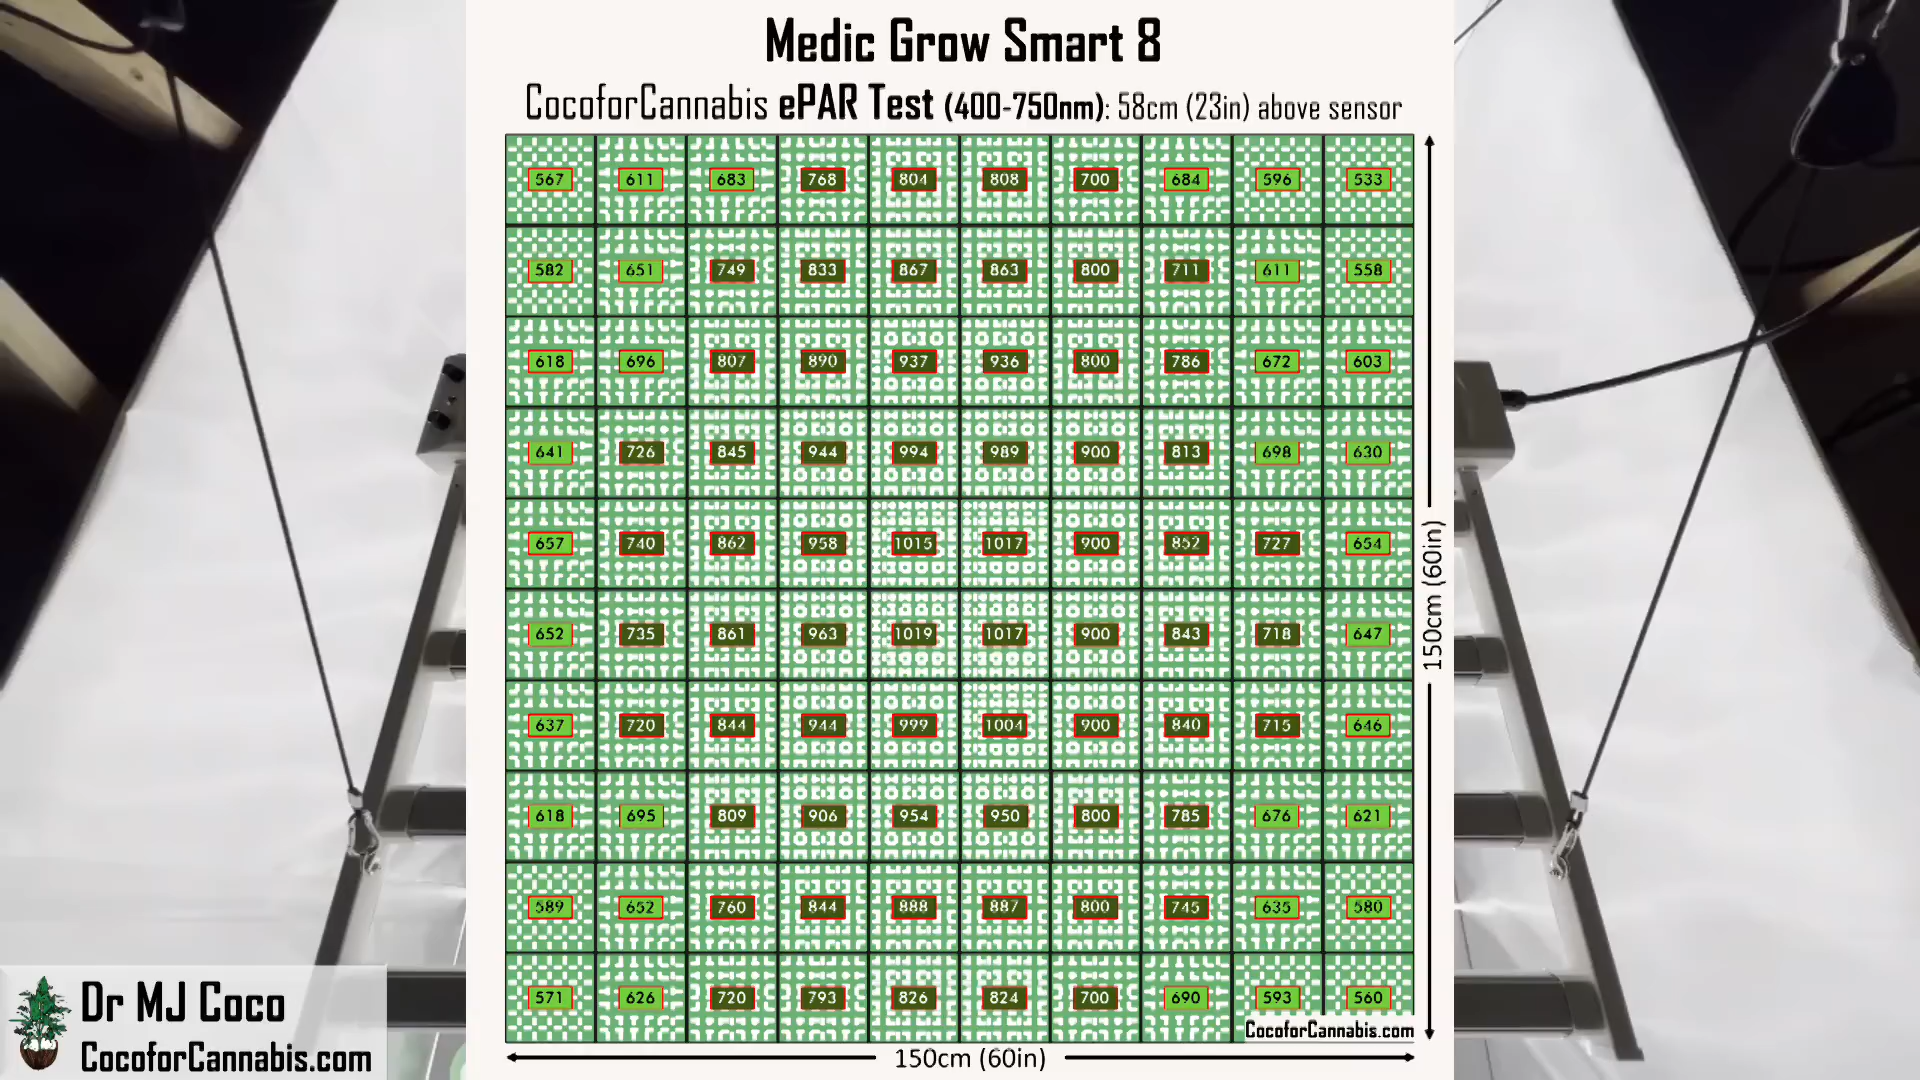 Medic Grow Smart 8
CocoforCannabis ePAR Test (400-750nm): 58cm (23in) above sensor
567 611 683 768 804 808 700 684 596 533
582 651 749 833 867 863 800 711 611 558
618 696 807 890 937 936 800 786 672 603
641 726 845 944 994 989 900 813 698 630
657 740 862 958 1015 1017 900 852 727 654
652 735 861 963 1019 1017 900 843 718 647
637 720 844 944 999 1004 900 840 715 646
618 695 809 906 954 950 800 785 676 621
589 652 760 844 888 887 800 745 635 580
571 626 720 793 826 824 700 690 593 560
150cm (60in)
CocoforCannabis.com
150cm (60in)
Dr MJ Coco
CocoforCannabis.com